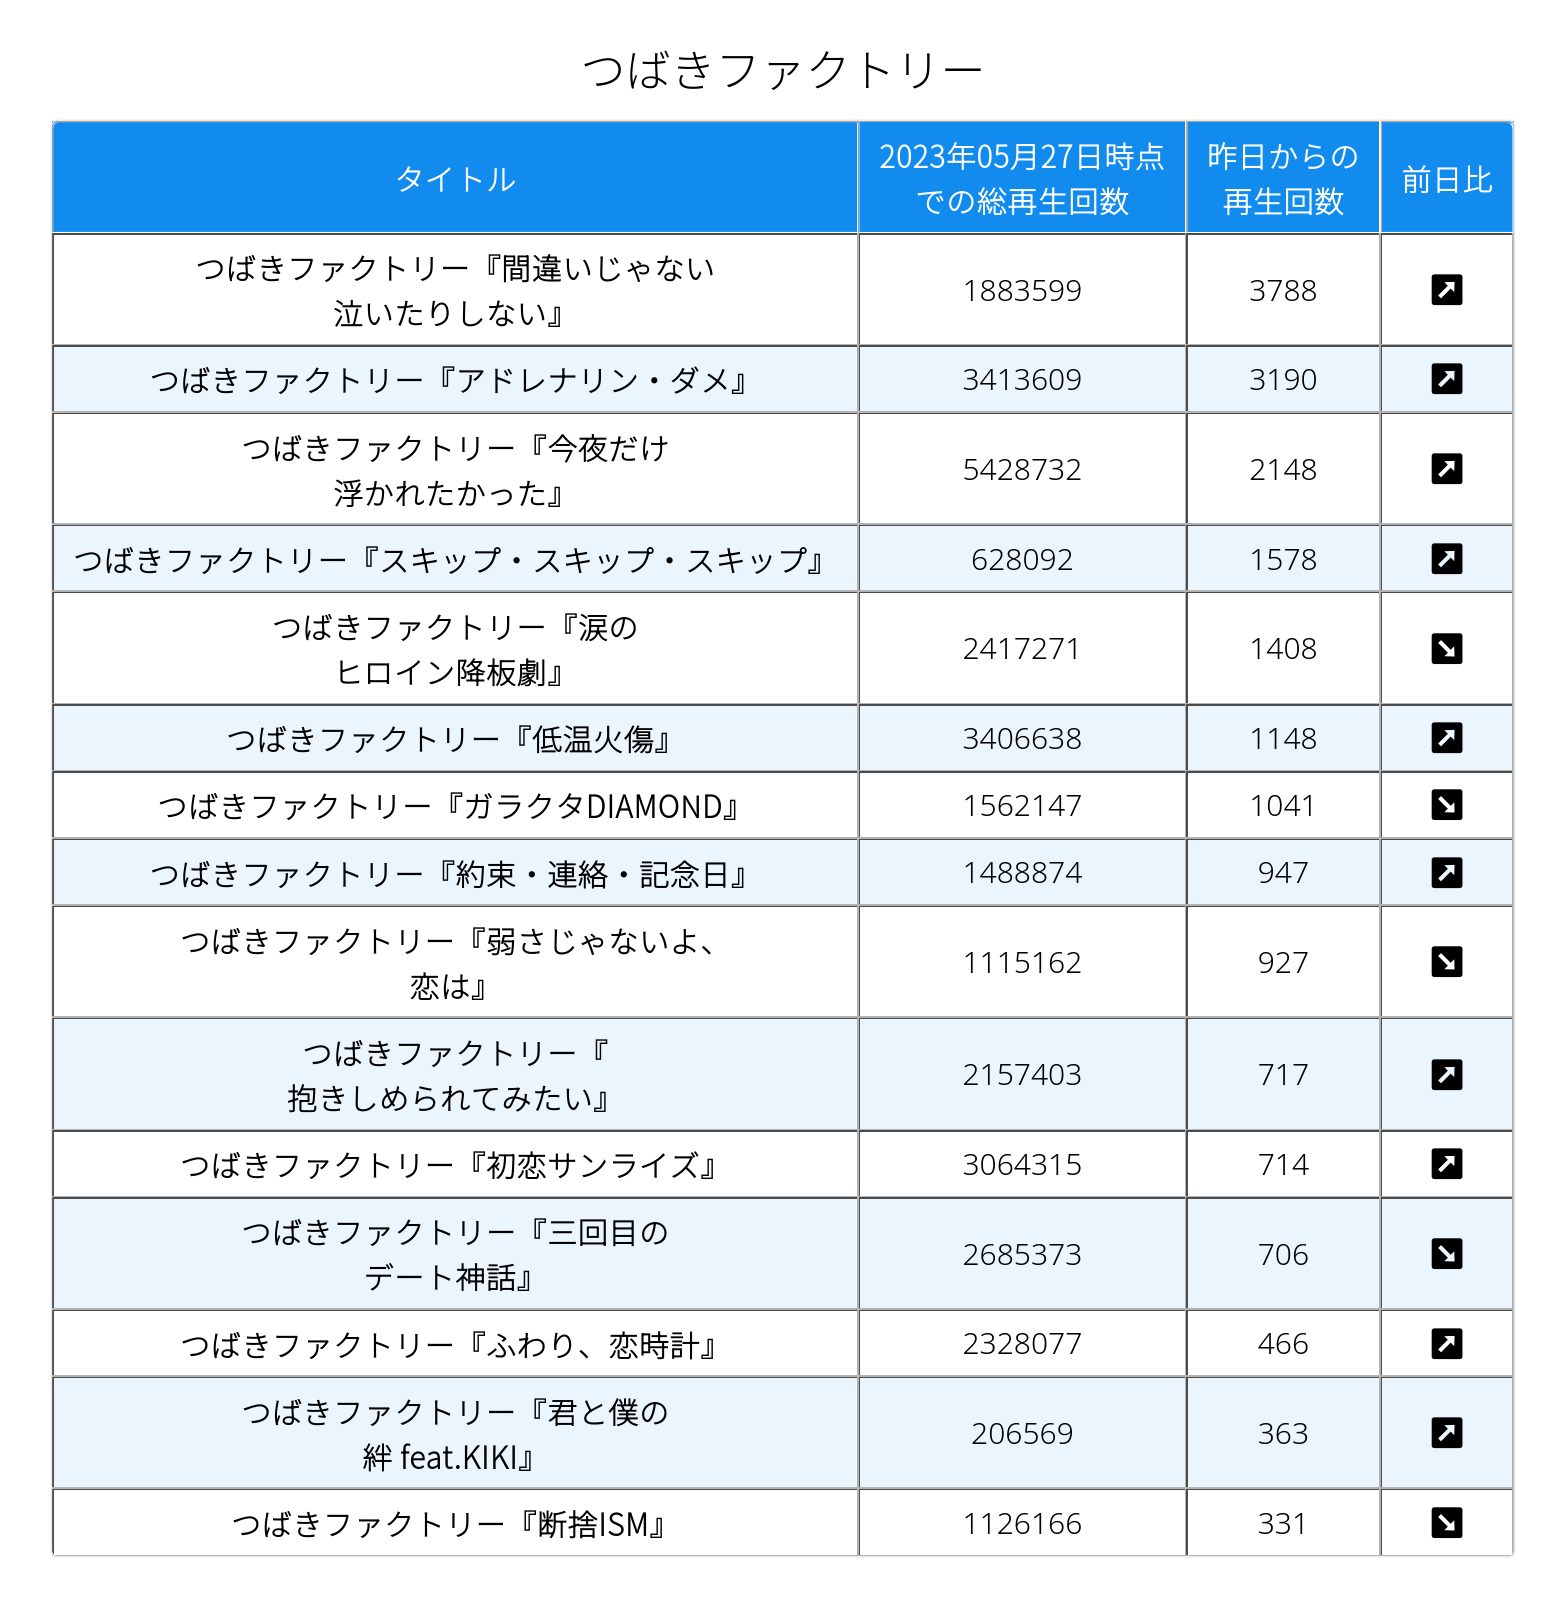 つばきファクトリー
タイトル
2023年05月27日時点
での総再生回数
昨日からの
再生回数
前日比
つばきファクトリー『間違いじゃない
泣いたりしない』
1883599
3788
つばきファクトリー『アドレナリン・ダメ』
3413609
3190
つばきファクトリー『今夜だけ
浮かれたかった』
5428732
2148
つばきファクトリー『スキップ・スキップ・スキップ』
628092
1578
つばきファクトリー『涙の
ヒロイン降板劇』
2417271
1408
つばきファクトリー『低温火傷』
3406638
1148
つばきファクトリー『ガラクタDIAMOND』
1562147
1041
つばきファクトリー『約束・連絡・記念日』
1488874
947
つばきファクトリー『弱さじゃないよ、
恋は』
1115162
927
つばきファクトリー『
抱きしめられてみたい』
2157403
717
つばきファクトリー『初恋サンライズ』
3064315
714
つばきファクトリー『三回目の
デート神話』
2685373
706
つばきファクトリー『ふわり、恋時計』
2328077
466
つばきファクトリー『君と僕の
絆 feat.KIKI』
206569
363
つばきファクトリー『断捨ISM』
1126166
331